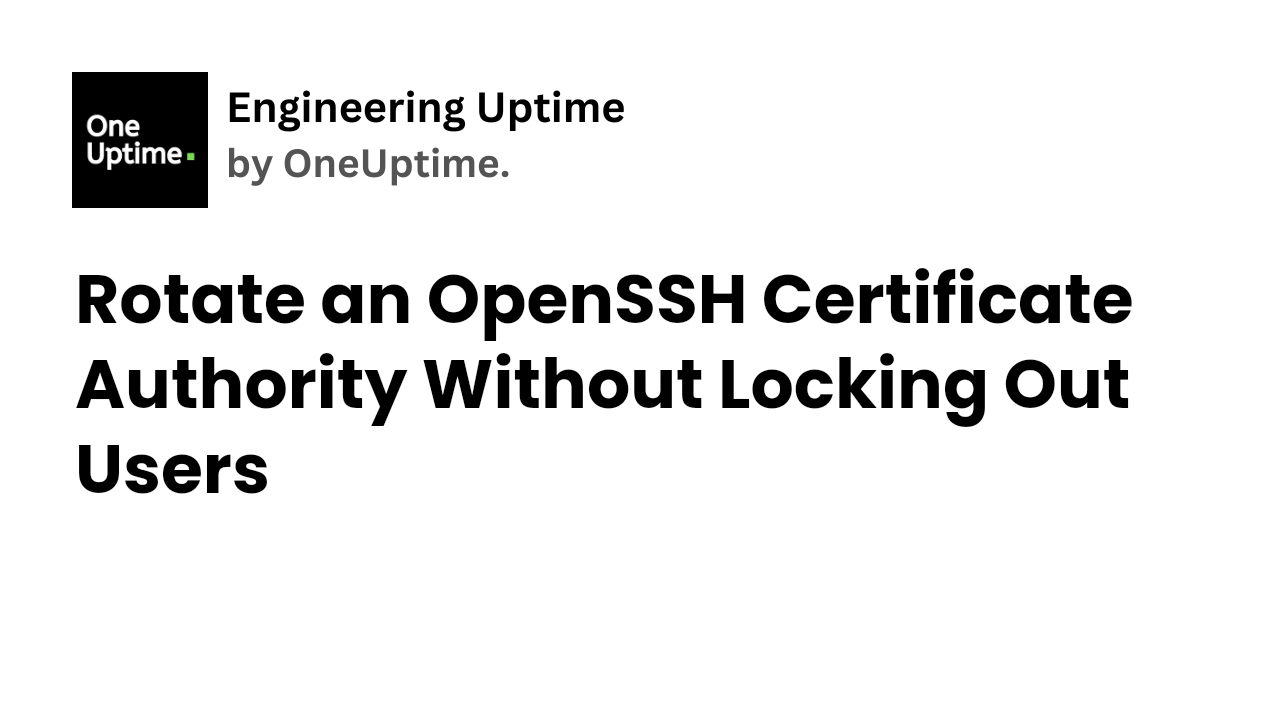 One
Uptime.
Engineering Uptime
by OneUptime.
Rotate an OpenSSH Certificate
Authority Without Locking Out
Users